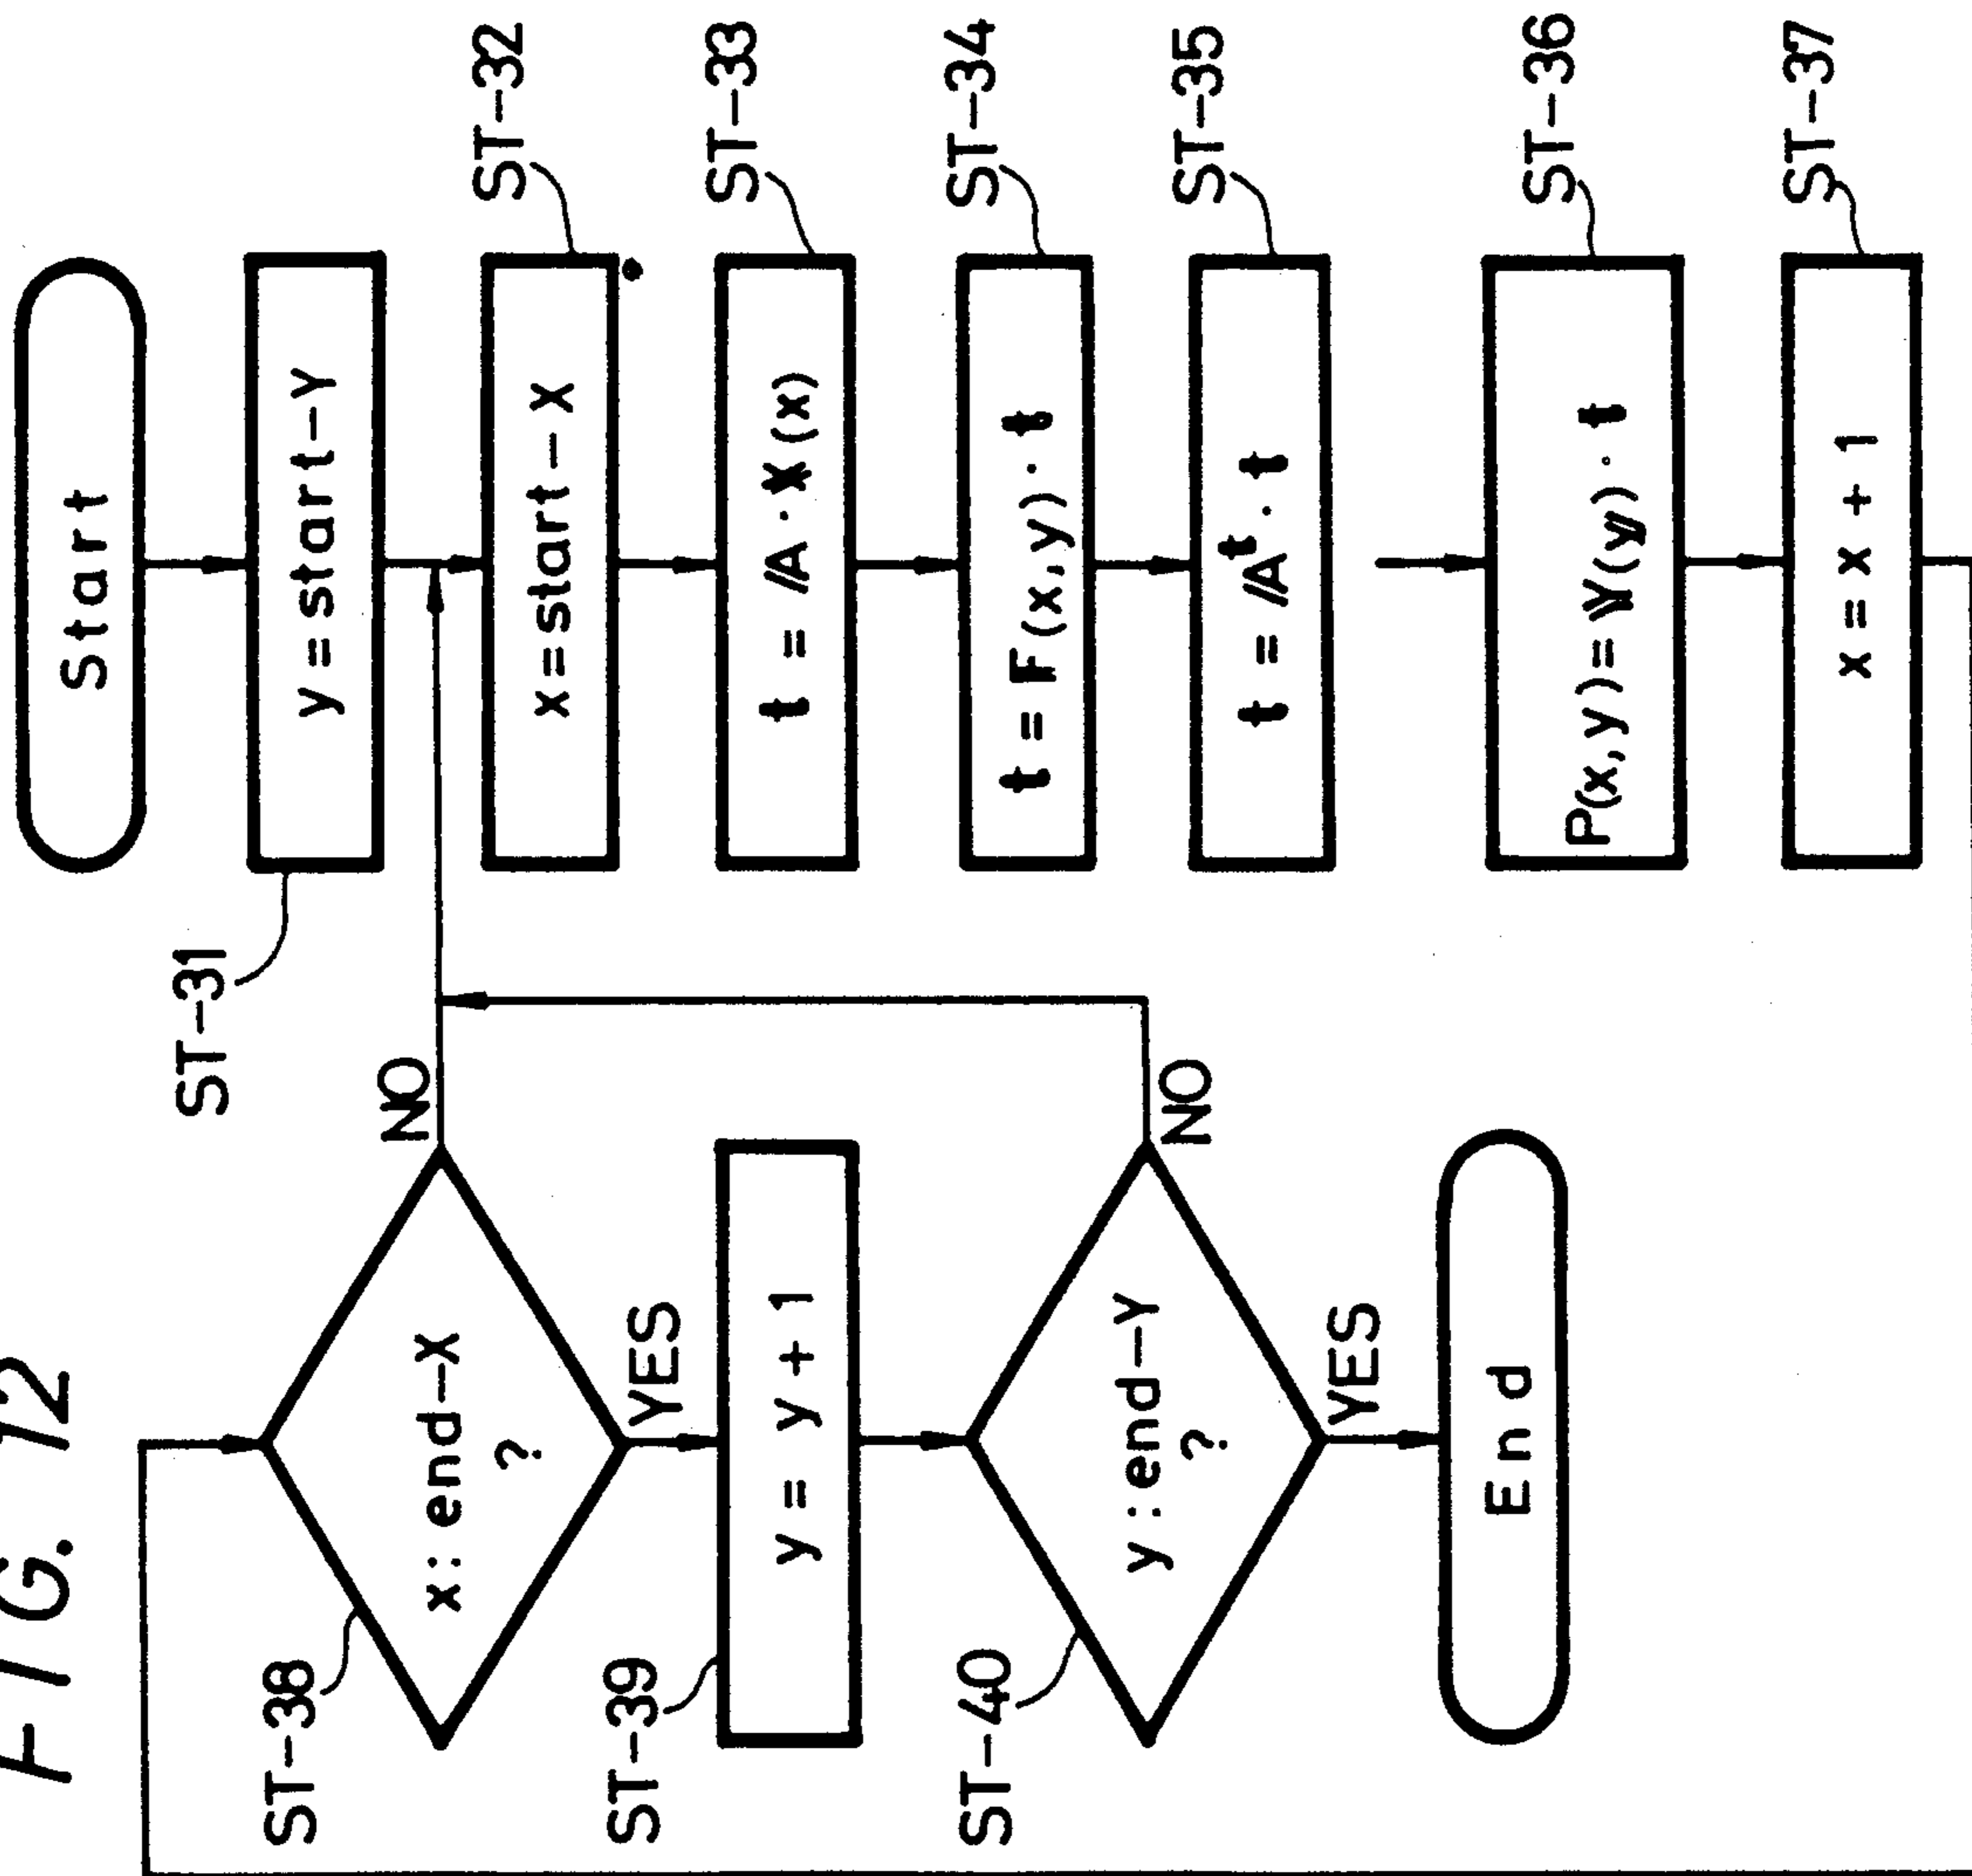 FIG. 12
Start
y=start-Y
ST-31
x=start-X
ST-32
t = A·X(x)
ST-33
t=F(x,y)·t
ST-34
t = Aᵗ·t
ST-35
P(x,y)=Y(y)·t
ST-36
x = x + 1
ST-37
ST-38
x:end-X
?
NO
YES
ST-39
y = y + 1
ST-40
y:end-Y
?
NO
YES
End